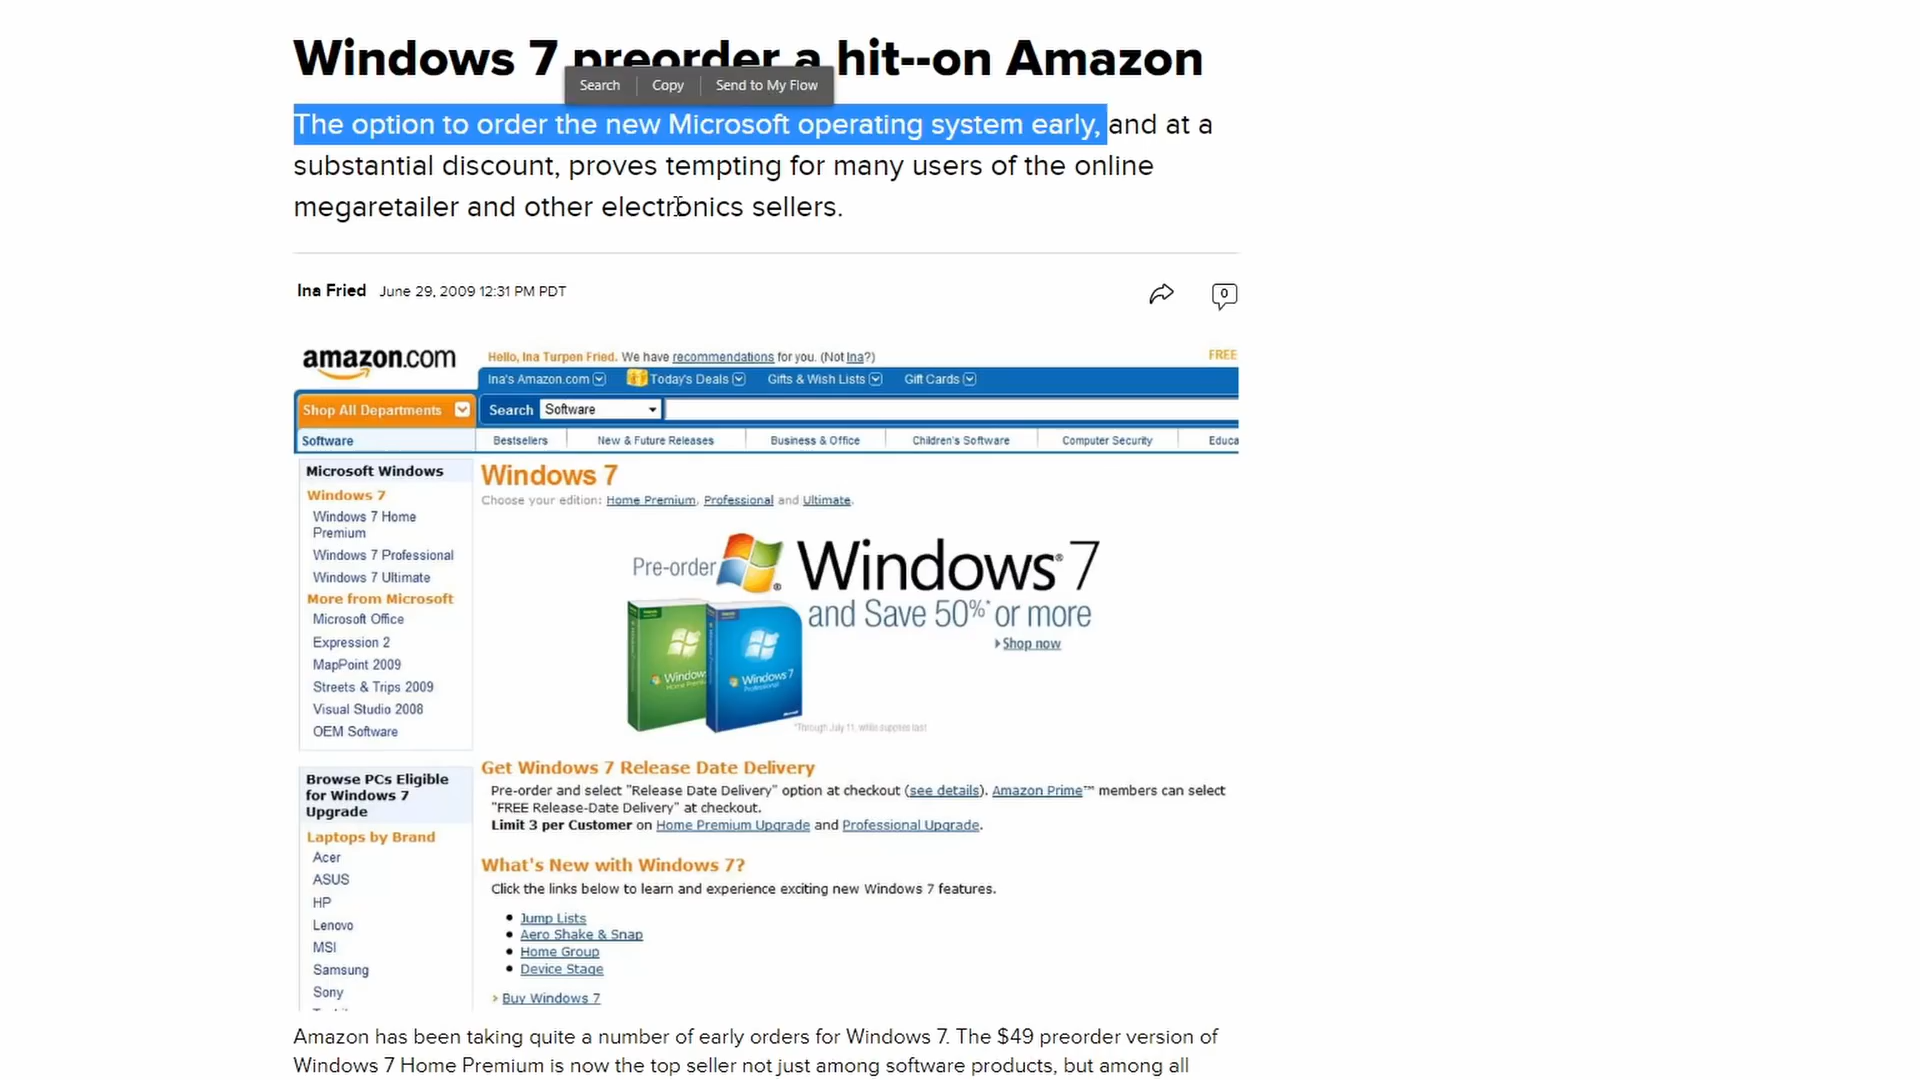 Windows 7 preorder a hit--on Amazon
Search
Copy
Send to My Flow
The option to order the new Microsoft operating system early, and at a
substantial discount, proves tempting for many users of the online
megaretailer and other electronics sellers.
Ina Fried June 29, 2009 12:31 PM PDT
0
amazon.com
Hello, Ina Turpen Fried. We have recommendations for you. (Not Ina?)
FREE
Ina's Amazon.com
Today's Deals
Gifts & Wish Lists
Gift Cards
Shop All Departments
Search
Software
Software
Bestsellers
New & Future Releases
Business & Office
Children's Software
Computer Security
Educa
Microsoft Windows
Windows 7
Windows 7 Home
Premium
Windows 7 Professional
Windows 7 Ultimate
More from Microsoft
Microsoft Office
Expression 2
MapPoint 2009
Streets & Trips 2009
Visual Studio 2008
OEM Software
Browse PCs Eligible
for Windows 7
Upgrade
Laptops by Brand
Acer
ASUS
HP
Lenovo
MSI
Samsung
Sony
Windows 7
Choose your edition: Home Premium, Professional and Ultimate.
Pre-order Windows® 7
and Save 50%* or more
Shop now
Windows
Home Premi
Windows 7
Professional
Microsoft
*Through July 11, while supplies last
Get Windows 7 Release Date Delivery
Pre-order and select "Release Date Delivery" option at checkout (see details). Amazon Prime™ members can select
"FREE Release-Date Delivery" at checkout.
Limit 3 per Customer on Home Premium Upgrade and Professional Upgrade.
What's New with Windows 7?
Click the links below to learn and experience exciting new Windows 7 features.
Jump Lists
Aero Shake & Snap
Home Group
Device Stage
› Buy Windows 7
Amazon has been taking quite a number of early orders for Windows 7. The $49 preorder version of
Windows 7 Home Premium is now the top seller not just among software products, but among all